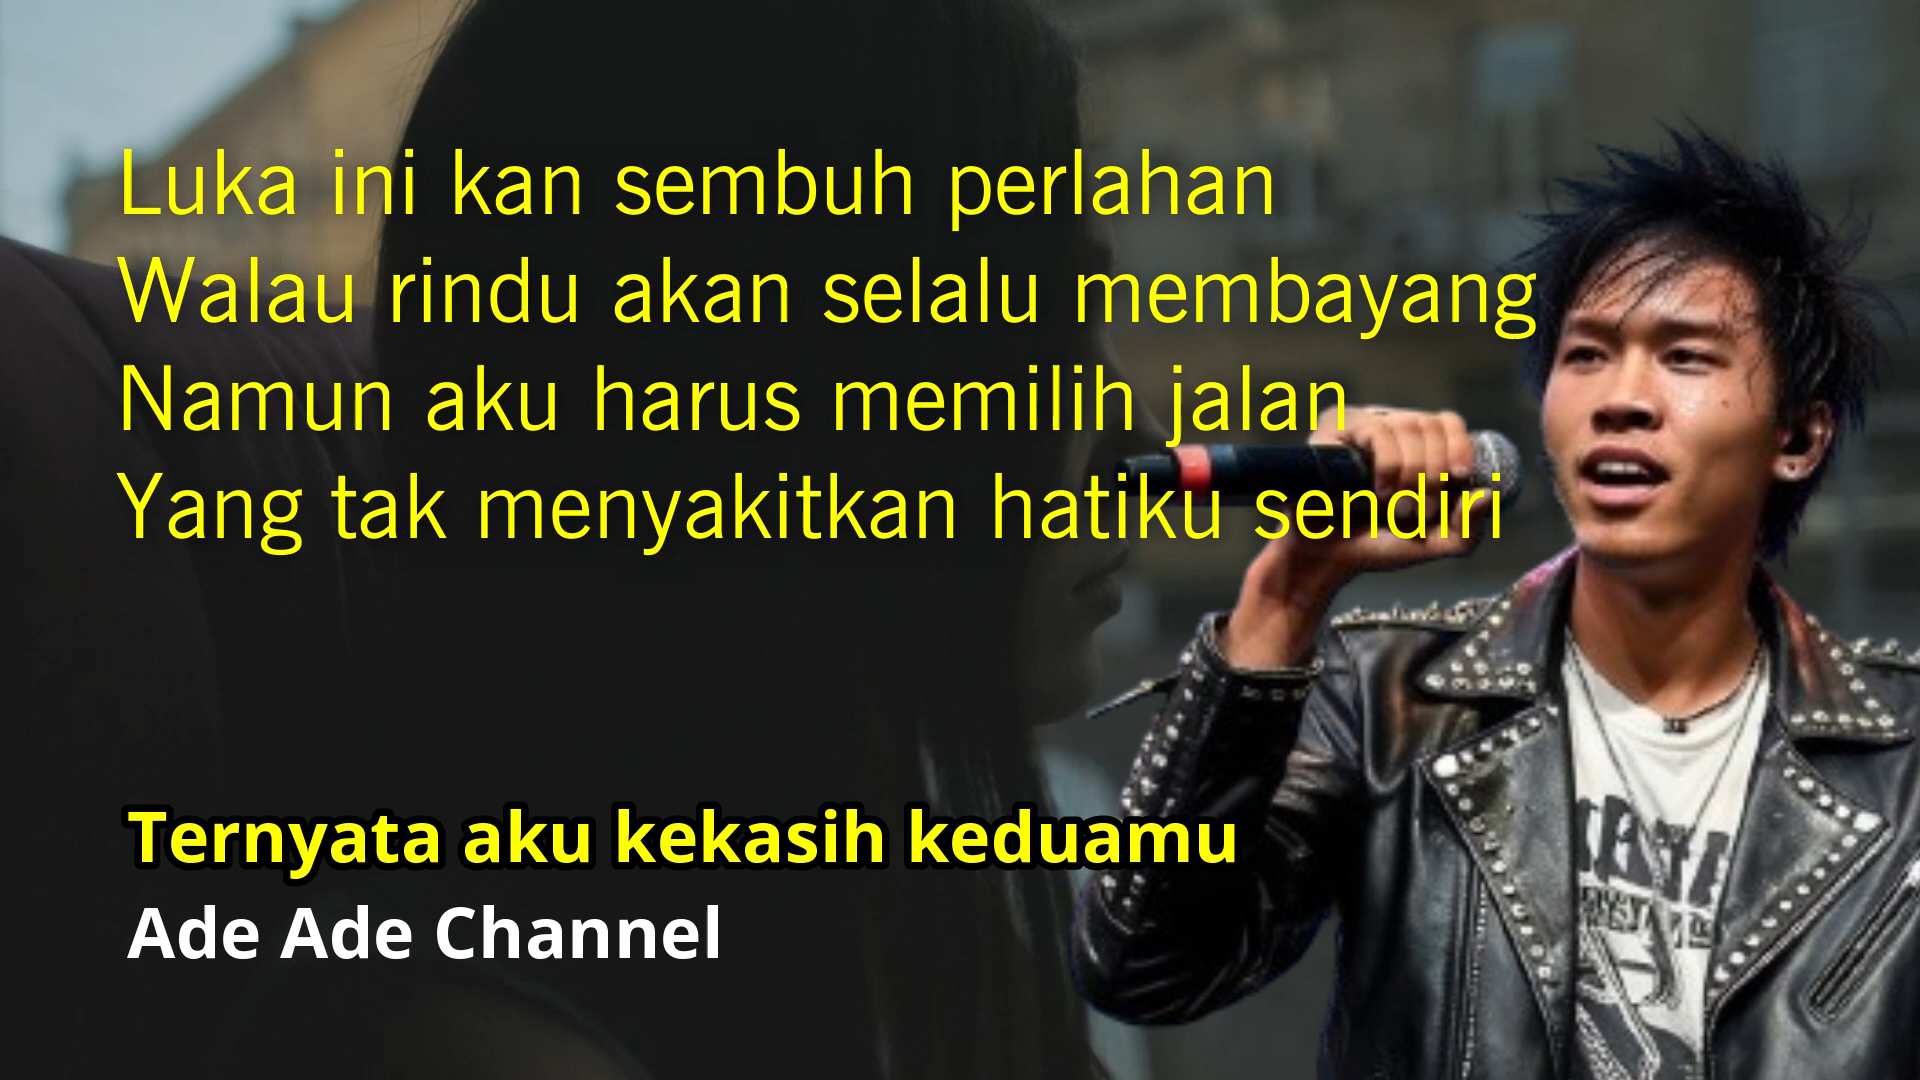 Luka ini kan sembuh perlahan
Walau rindu akan selalu membayang
Namun aku harus memilih jalan
Yang tak menyakitkan hatiku sendiri
Ternyata aku kekasih keduamu
Ade Ade Channel